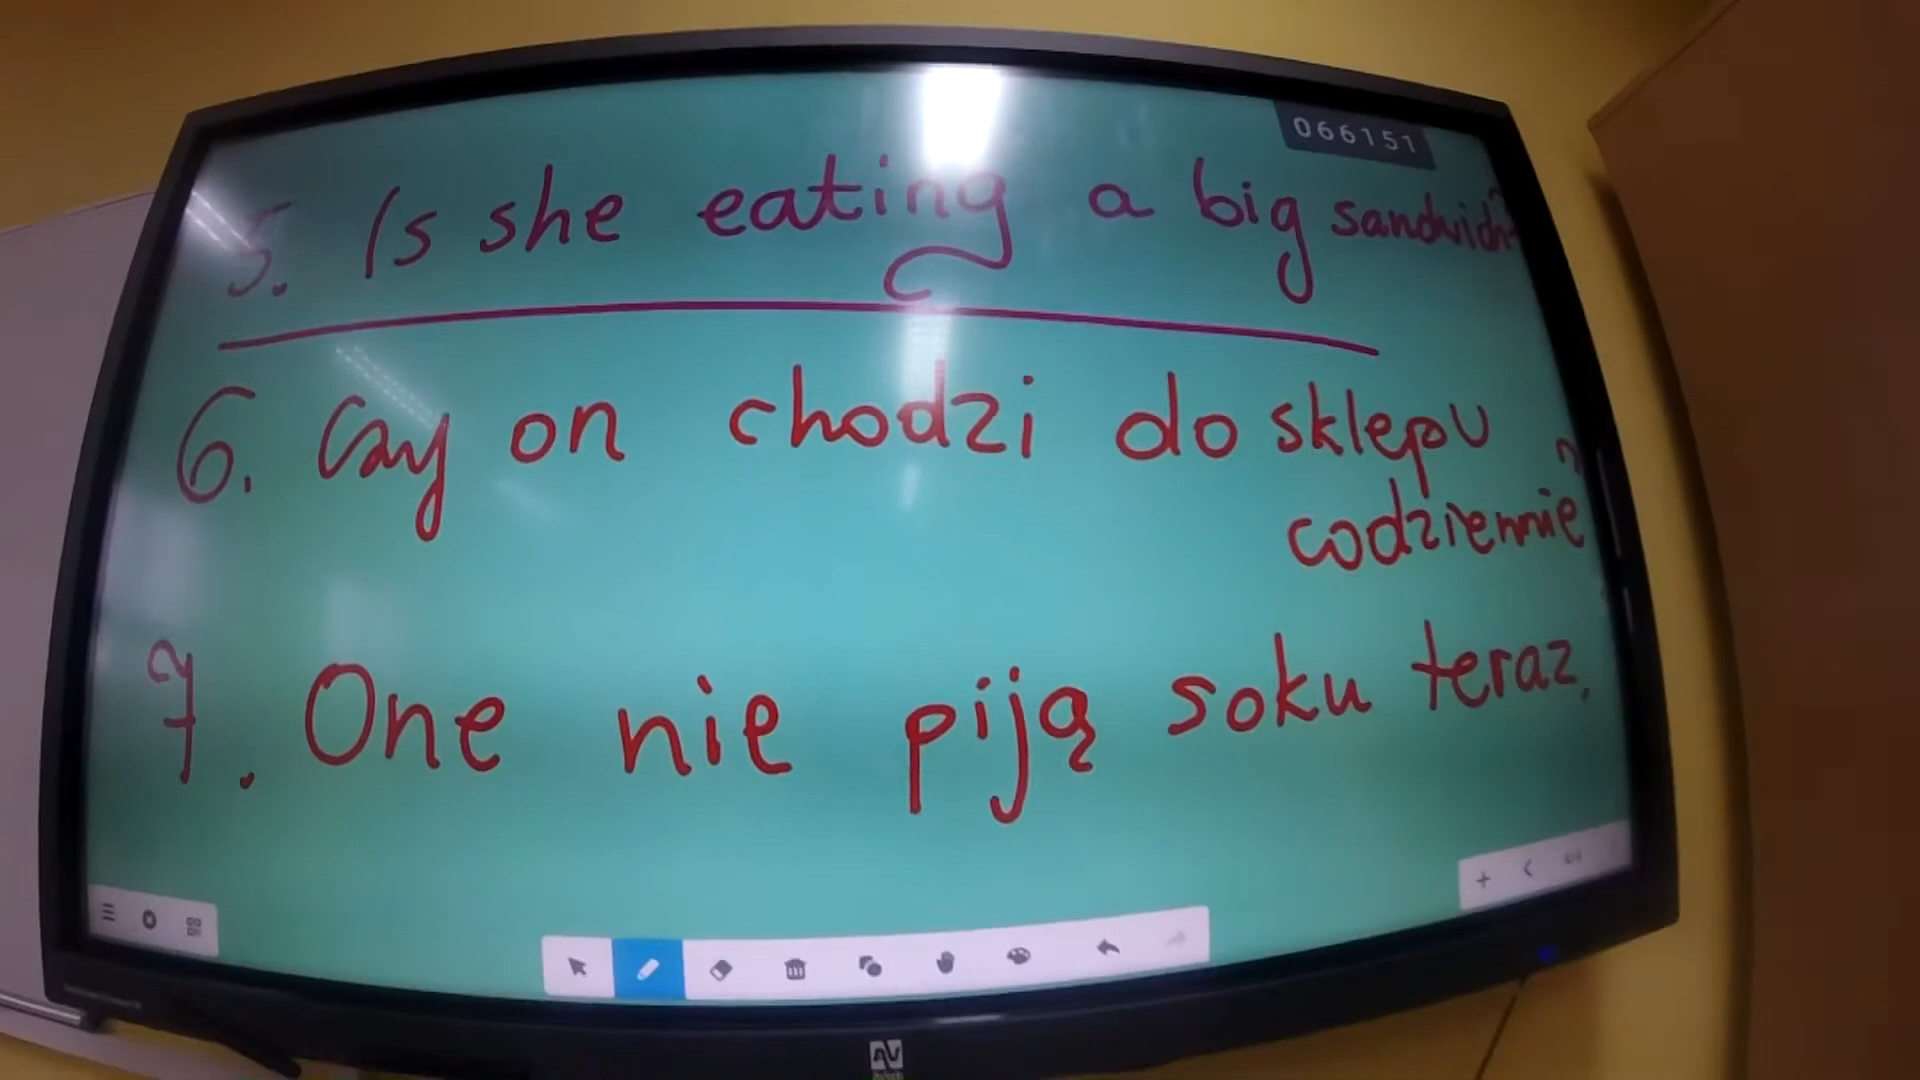 066151
5. Is she eating a big sandwich?
6. Czy on chodzi do sklepu
codziennie?
7. One nie piją soku teraz.